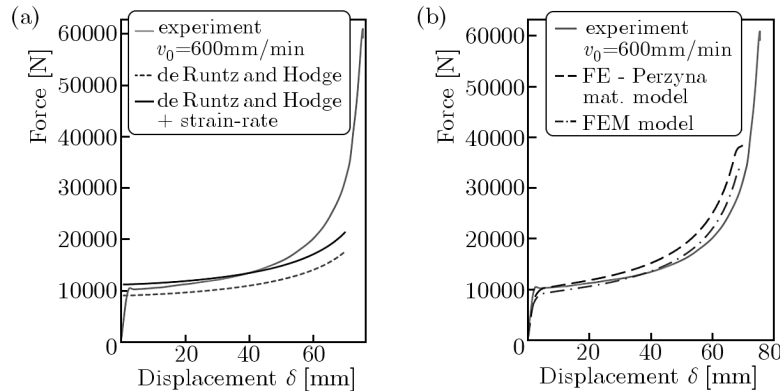 (a)
Force [N]
60000
50000
40000
30000
20000
10000
0
experiment
v₀=600mm/min
de Runtz and Hodge
de Runtz and Hodge
+ strain-rate
20
40
60
Displacement δ [mm]
(b)
Force [N]
60000
50000
40000
30000
20000
10000
0
experiment
v₀=600mm/min
FE - Perzyna
mat. model
FEM model
20
40
60
80
Displacement δ [mm]